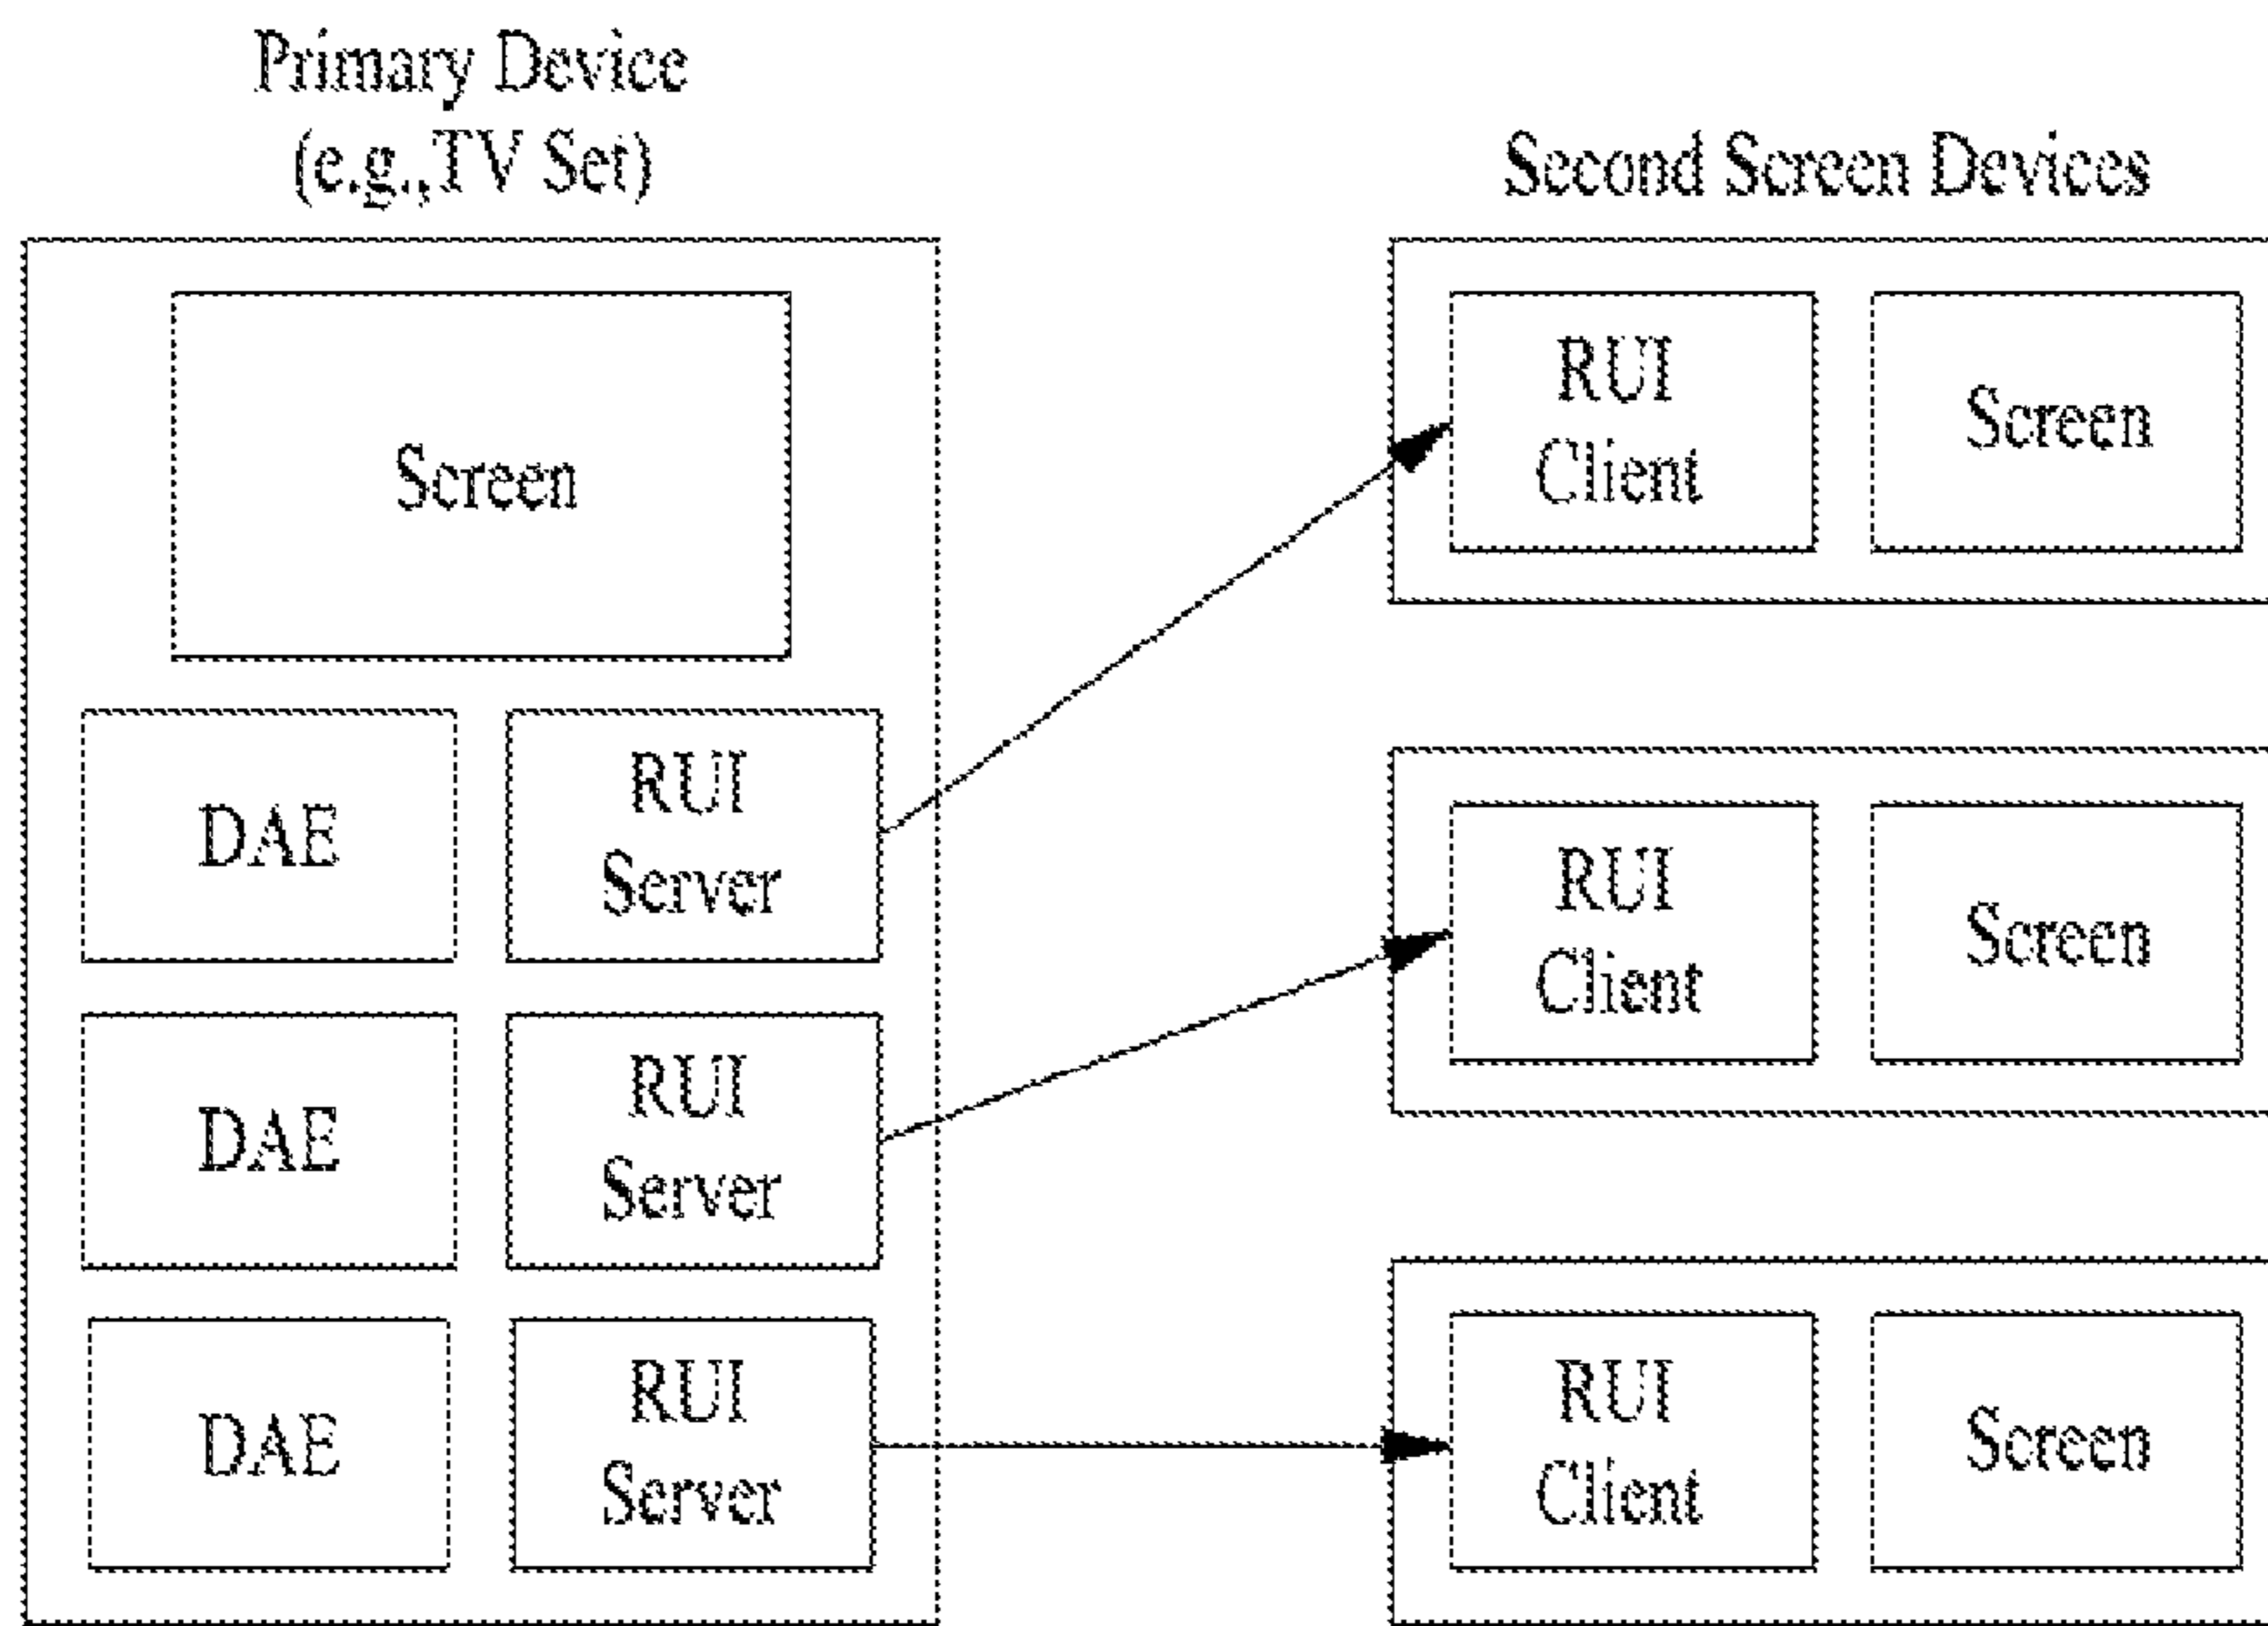 Primary Device
(e.g.,TV Set)
Screen
DAE
RUI
Server
DAE
RUI
Server
DAE
RUI
Server
Second Screen Devices
RUI
Client
Screen
RUI
Client
Screen
RUI
Client
Screen